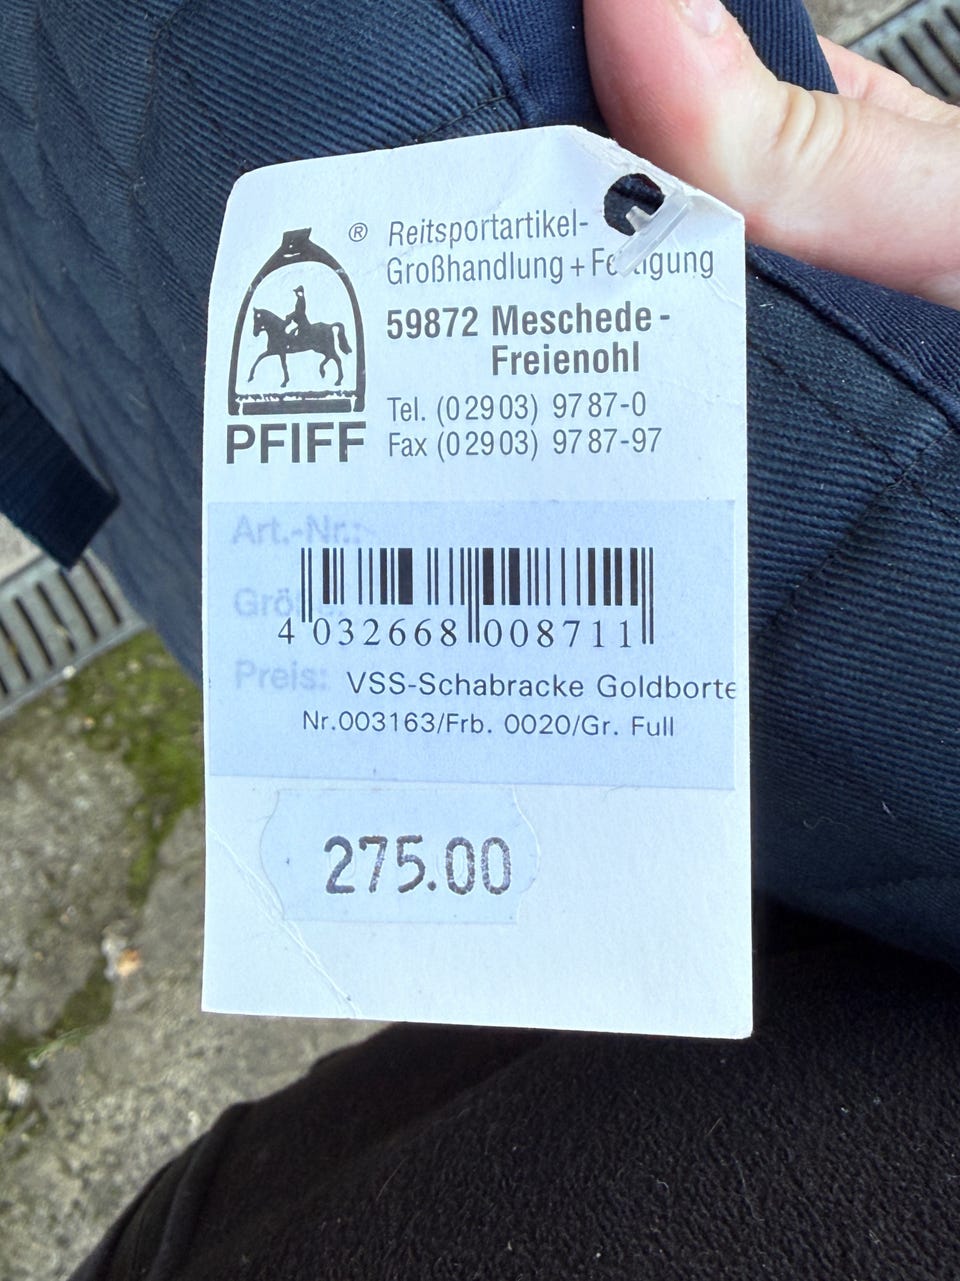 ®
Reitsportartikel-
Großhandlung + Fertigung
59872 Meschede-
Freienohl
Tel. (02903) 9787-0
Fax (02903) 9787-97
PFIFF
Art.-Nr.:
Größe:
4 032668 008711
Preis:
VSS-Schabracke Goldborte
Nr.003163/Frb. 0020/Gr. Full
275.00